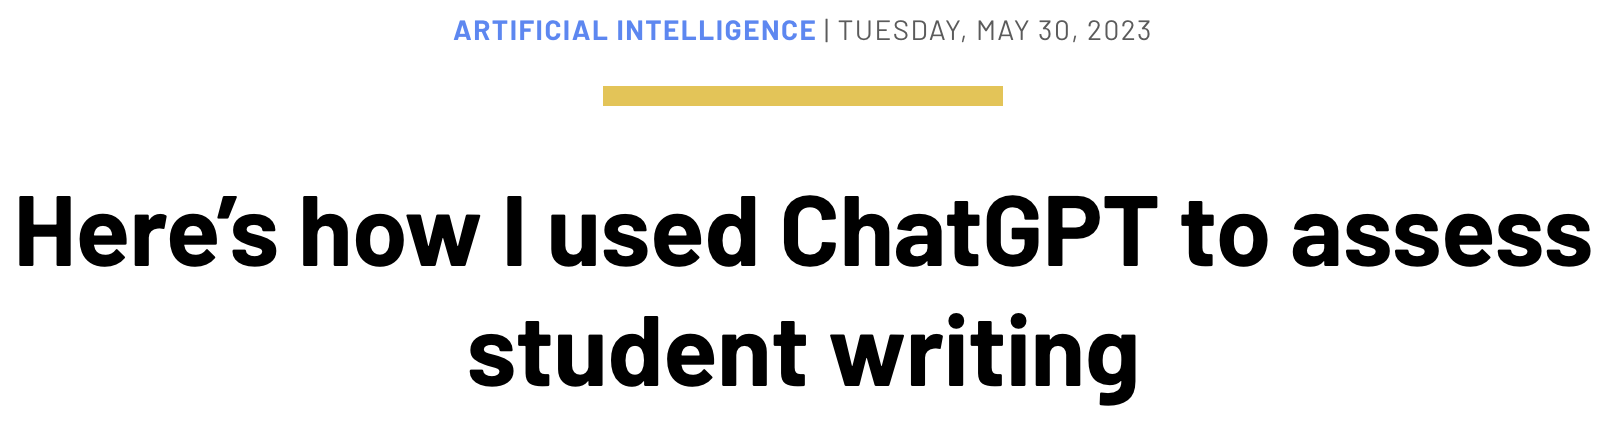 ARTIFICIAL INTELLIGENCE | TUESDAY, MAY 30, 2023
Here’s how I used ChatGPT to assess
student writing